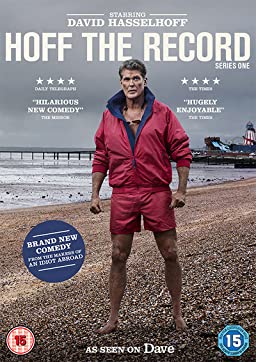 STARRING
DAVID HASSELHOFF
HOFF THE RECORD
SERIES ONE
★★★★
DAILY TELEGRAPH
"HILARIOUS
NEW COMEDY"
THE MIRROR
★★★★
THE TIMES
"HUGELY
ENJOYABLE"
THE TIMES
BRAND NEW
COMEDY
FROM THE MAKERS OF
AN IDIOT ABROAD
15
AS SEEN ON Dave
15